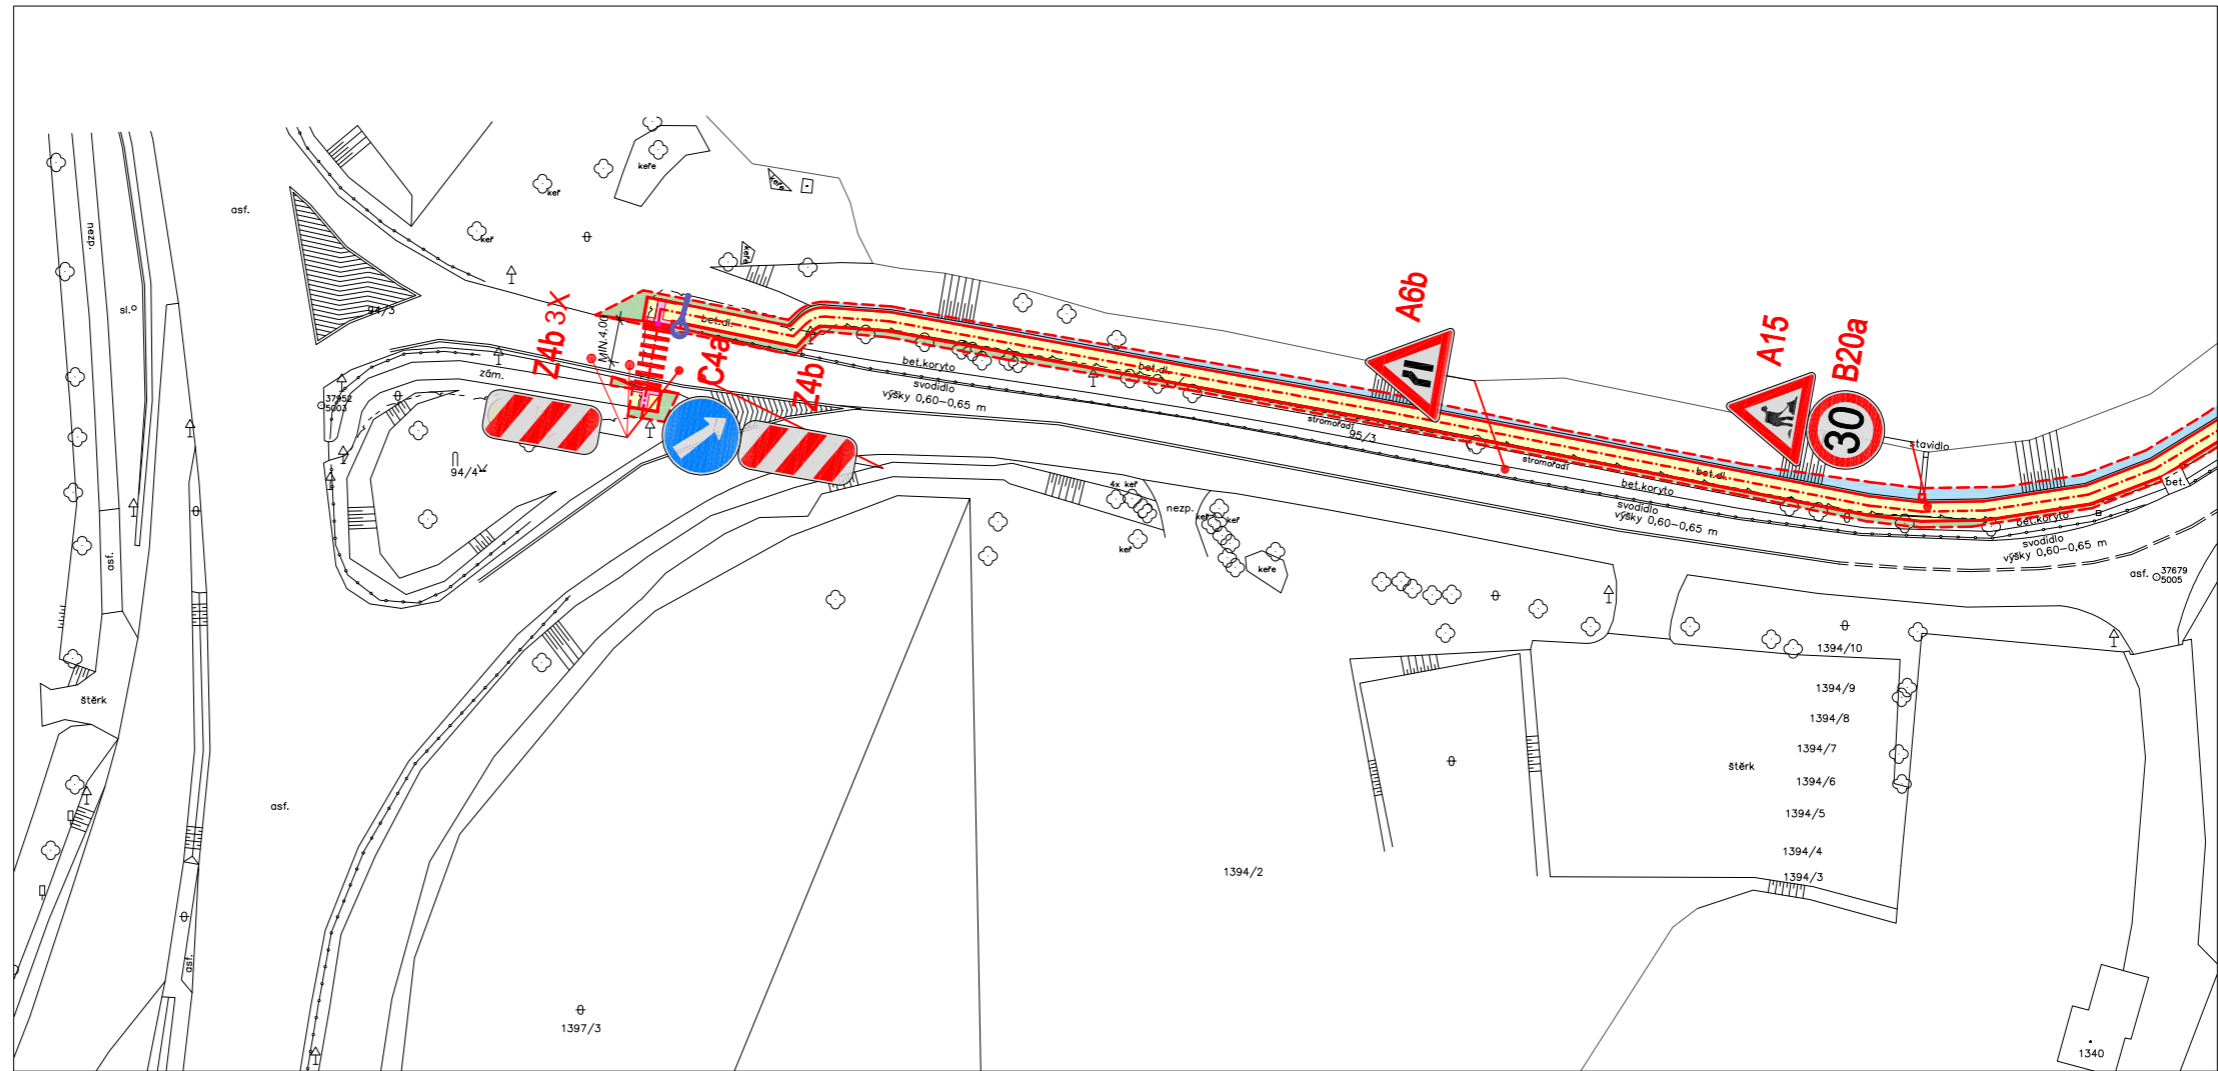 keře
keř
keř
keře
keře
asf.
nezp.
sl.
94/3
Z4b 3X
MIN.4,00
bet.dl.
C4a
Z4b
A6b
A15
B20a
30
zám.
37952
5003
94/4
bet.koryto
svodidlo
výšky 0,60-0,65 m
bet.dl.
stromořadí
95/3
stromořadí
bet.dl.
bet.koryto
svodidlo
výšky 0,60-0,65 m
stavidlo
bet.
bet.koryto
svodidlo
výšky 0,60-0,65 m
asf.
37679
5005
4x keř
nezp.
keř
keř
keř
keře
asf.
štěrk
asf.
asf.
1394/10
1394/9
1394/8
1394/7
1394/6
1394/5
1394/4
1394/3
štěrk
1394/2
1397/3
1340